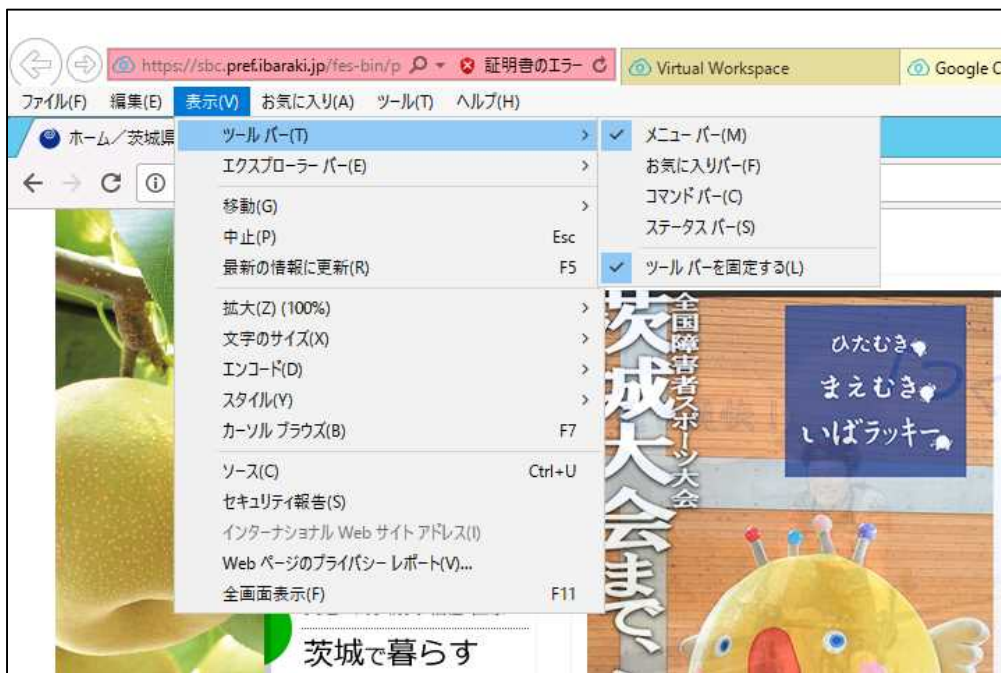 https://sbc.pref.ibaraki.jp/fes-bin/p 証明書のエラー Virtual Workspace Google C
ファイル(F) 編集(E) 表示(V) お気に入り(A) ツール(T) ヘルプ(H)
ホーム／茨城県
ツール バー(T)
エクスプローラー バー(E)
移動(G)
中止(P) Esc
最新の情報に更新(R) F5
拡大(Z) (100%)
文字のサイズ(X)
エンコード(D)
スタイル(Y)
カーソル ブラウズ(B) F7
ソース(C) Ctrl+U
セキュリティ報告(S)
インターナショナル Web サイト アドレス(I)
Web ページのプライバシー レポート(V)...
全画面表示(F) F11
メニュー バー(M)
お気に入りバー(F)
コマンド バー(C)
ステータス バー(S)
ツール バーを固定する(L)
全国障害者スポーツ大会
茨城大会まで、
ひたむき
まえむき
いばラッキー
茨城で暮らす